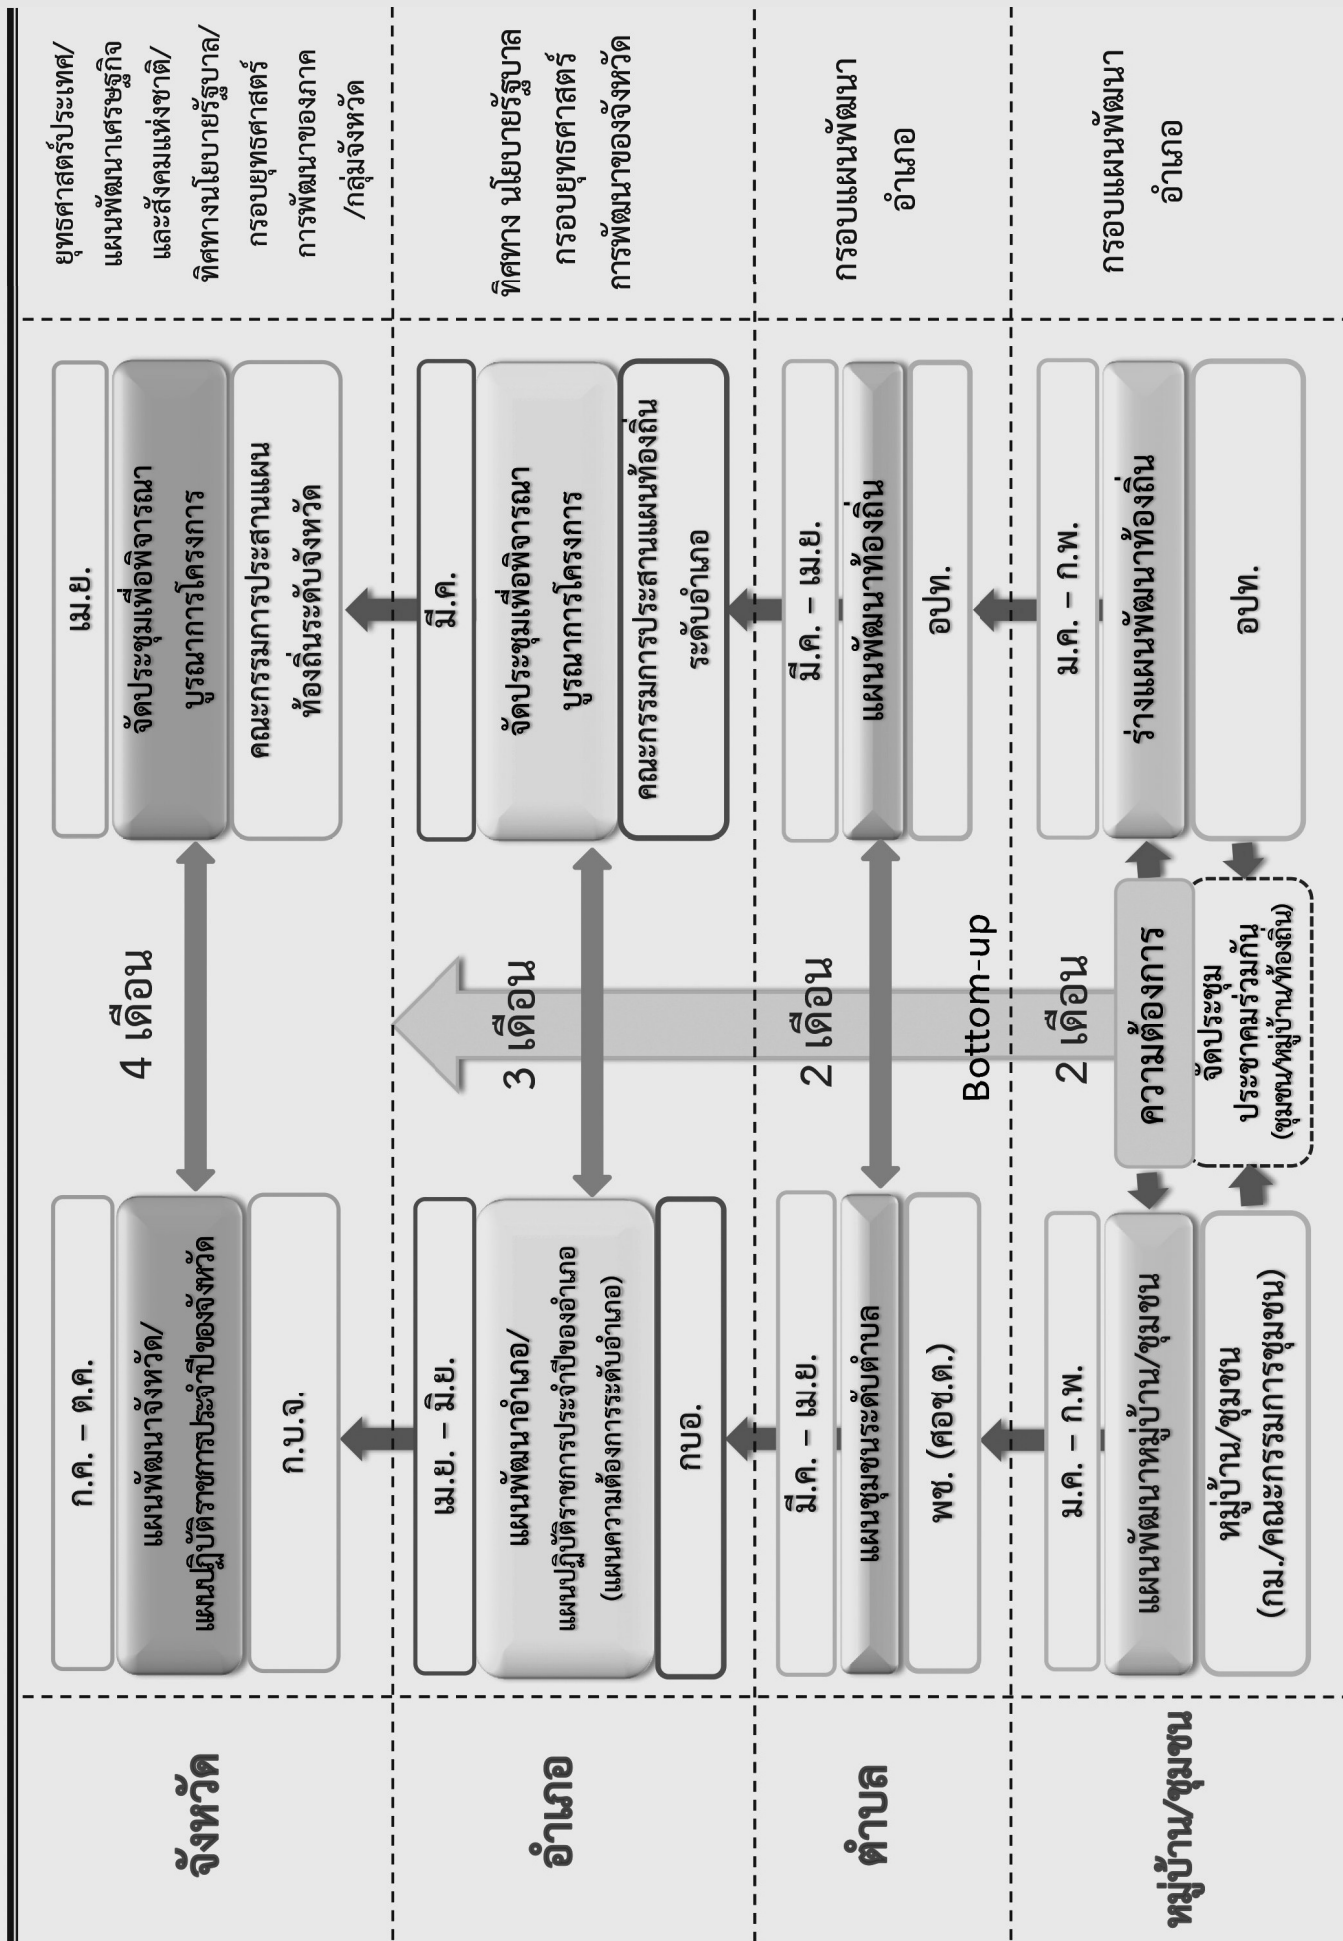 จังหวัด
ก.ค. – ต.ค.
แผนพัฒนาจังหวัด/
แผนปฏิบัติราชการประจำปีของจังหวัด
ก.บ.จ.
4 เดือน
เม.ย.
จัดประชุมเพื่อพิจารณา
บูรณาการโครงการ
คณะกรรมการประสานแผน
ท้องถิ่นระดับจังหวัด
ยุทธศาสตร์ประเทศ/
แผนพัฒนาเศรษฐกิจ
และสังคมแห่งชาติ/
ทิศทางนโยบายรัฐบาล/
กรอบยุทธศาสตร์
การพัฒนาของภาค
/กลุ่มจังหวัด
อำเภอ
เม.ย. – มิ.ย.
แผนพัฒนาอำเภอ/
แผนปฏิบัติราชการประจำปีของอำเภอ
(แผนความต้องการระดับอำเภอ)
กบอ.
3 เดือน
มี.ค.
จัดประชุมเพื่อพิจารณา
บูรณาการโครงการ
คณะกรรมการประสานแผนท้องถิ่น
ระดับอำเภอ
ทิศทาง นโยบายรัฐบาล
กรอบยุทธศาสตร์
การพัฒนาของจังหวัด
ตำบล
มี.ค. – เม.ย.
แผนชุมชนระดับตำบล
พช. (ศอช.ต.)
2 เดือน
Bottom-up
มี.ค. – เม.ย.
แผนพัฒนาท้องถิ่น
อปท.
กรอบแผนพัฒนา
อำเภอ
หมู่บ้าน/ชุมชน
ม.ค. – ก.พ.
แผนพัฒนาหมู่บ้าน/ชุมชน
หมู่บ้าน/ชุมชน
(กม./คณะกรรมการชุมชน)
2 เดือน
ความต้องการ
จัดประชุม
ประชาคมร่วมกัน
(ชุมชน/หมู่บ้าน/ท้องถิ่น)
ม.ค. – ก.พ.
ร่างแผนพัฒนาท้องถิ่น
อปท.
กรอบแผนพัฒนา
อำเภอ